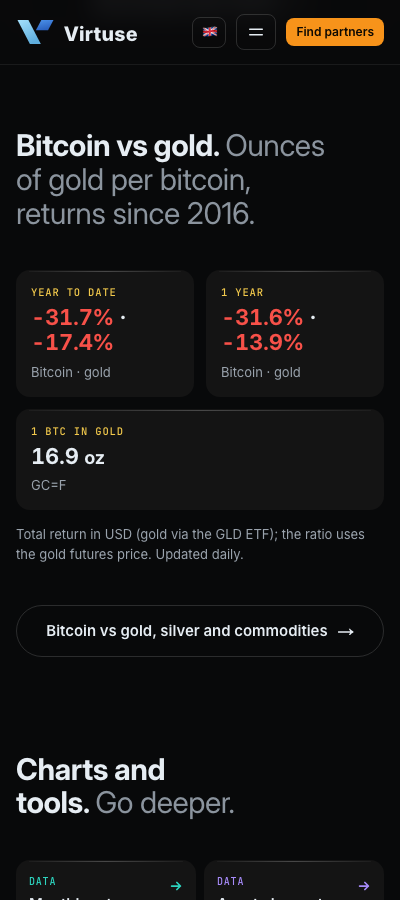 Virtuse
Find partners
Bitcoin vs gold. Ounces
of gold per bitcoin,
returns since 2016.
YEAR TO DATE
-31.7% ·
-17.4%
Bitcoin · gold
1 YEAR
-31.6% ·
-13.9%
Bitcoin · gold
1 BTC IN GOLD
16.9 oz
GC=F
Total return in USD (gold via the GLD ETF); the ratio uses
the gold futures price. Updated daily.
Bitcoin vs gold, silver and commodities →
Charts and
tools. Go deeper.
DATA →
DATA →